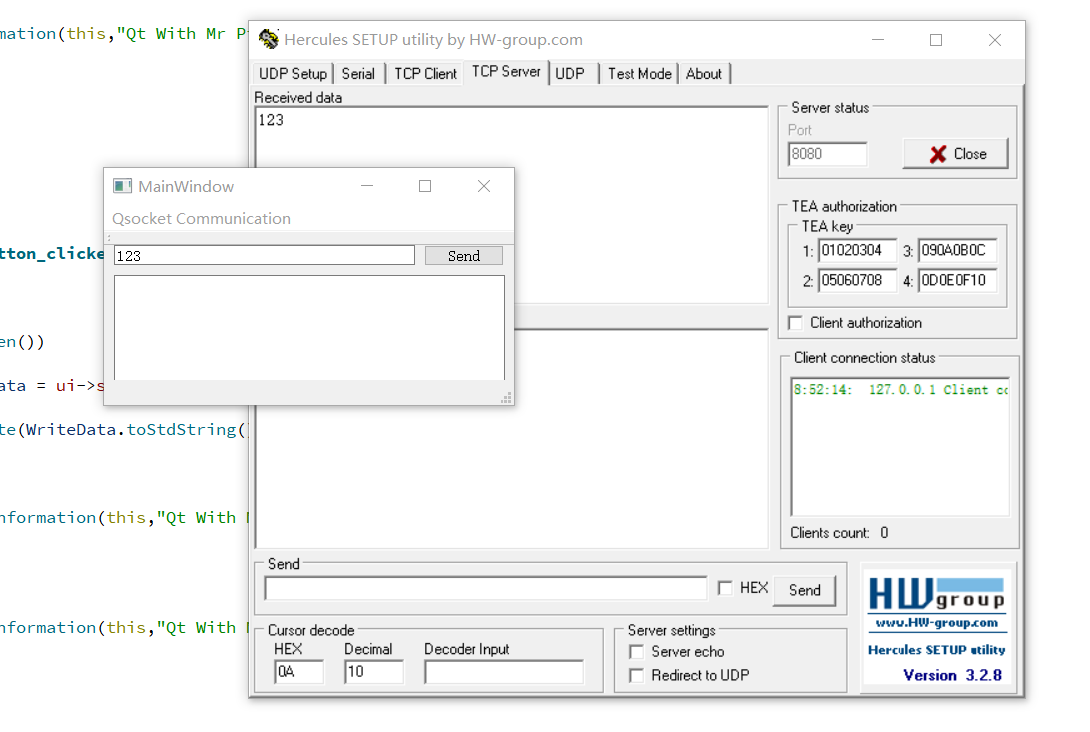 mation(this,"Qt With Mr P
Hercules SETUP utility by HW-group.com
UDP Setup Serial TCP Client TCP Server UDP Test Mode About
Received data
123
Server status
Port
8080
Close
MainWindow
Qsocket Communication
123
Send
TEA authorization
TEA key
1: 01020304 3: 090A0B0C
2: 05060708 4: 0D0E0F10
Client authorization
tton_clicke
en())
ata = ui->s
te(WriteData.toStdString(
nformation(this,"Qt With
nformation(this,"Qt With
Client connection status
8:52:14: 127.0.0.1 Client co
Clients count: 0
Send
HEX
Send
Cursor decode
HEX Decimal Decoder Input
0A 10
Server settings
Server echo
Redirect to UDP
HW group
www.HW-group.com
Hercules SETUP utility
Version 3.2.8